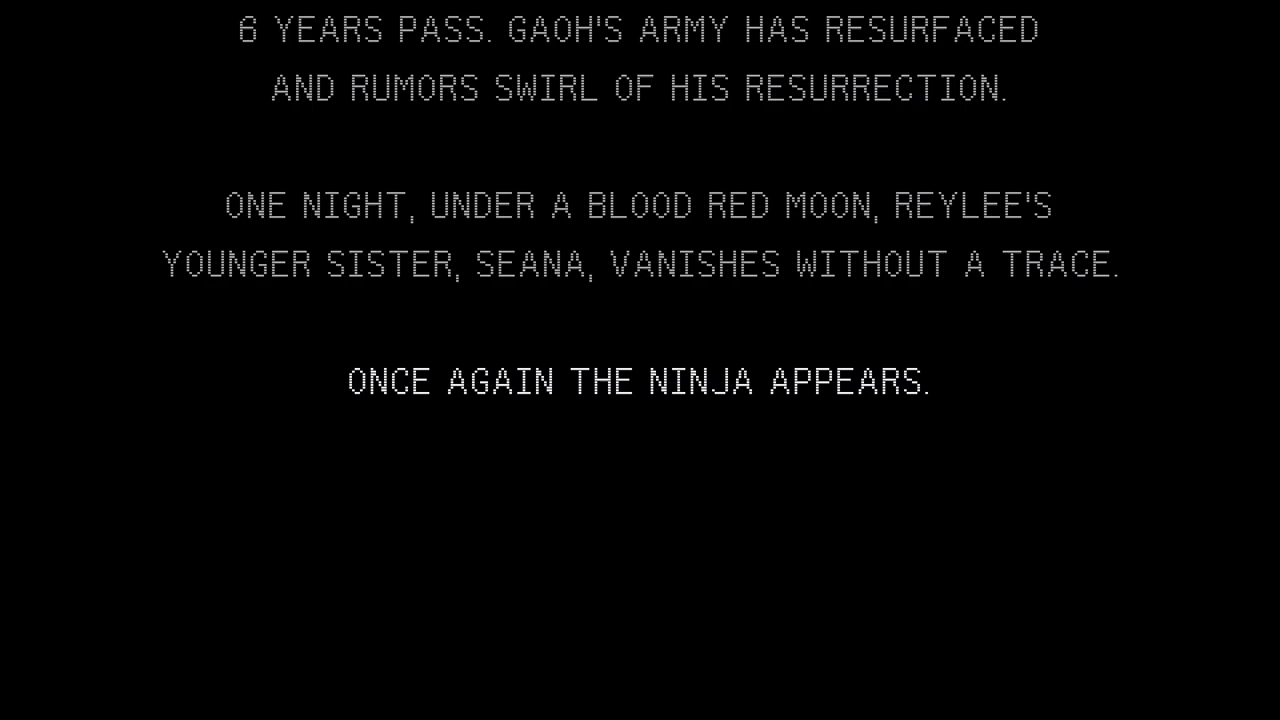 6 YEARS PASS. GAOH'S ARMY HAS RESURFACED
AND RUMORS SWIRL OF HIS RESURRECTION.
ONE NIGHT, UNDER A BLOOD RED MOON, REYLEE'S
YOUNGER SISTER, SEANA, VANISHES WITHOUT A TRACE.
ONCE AGAIN THE NINJA APPEARS.